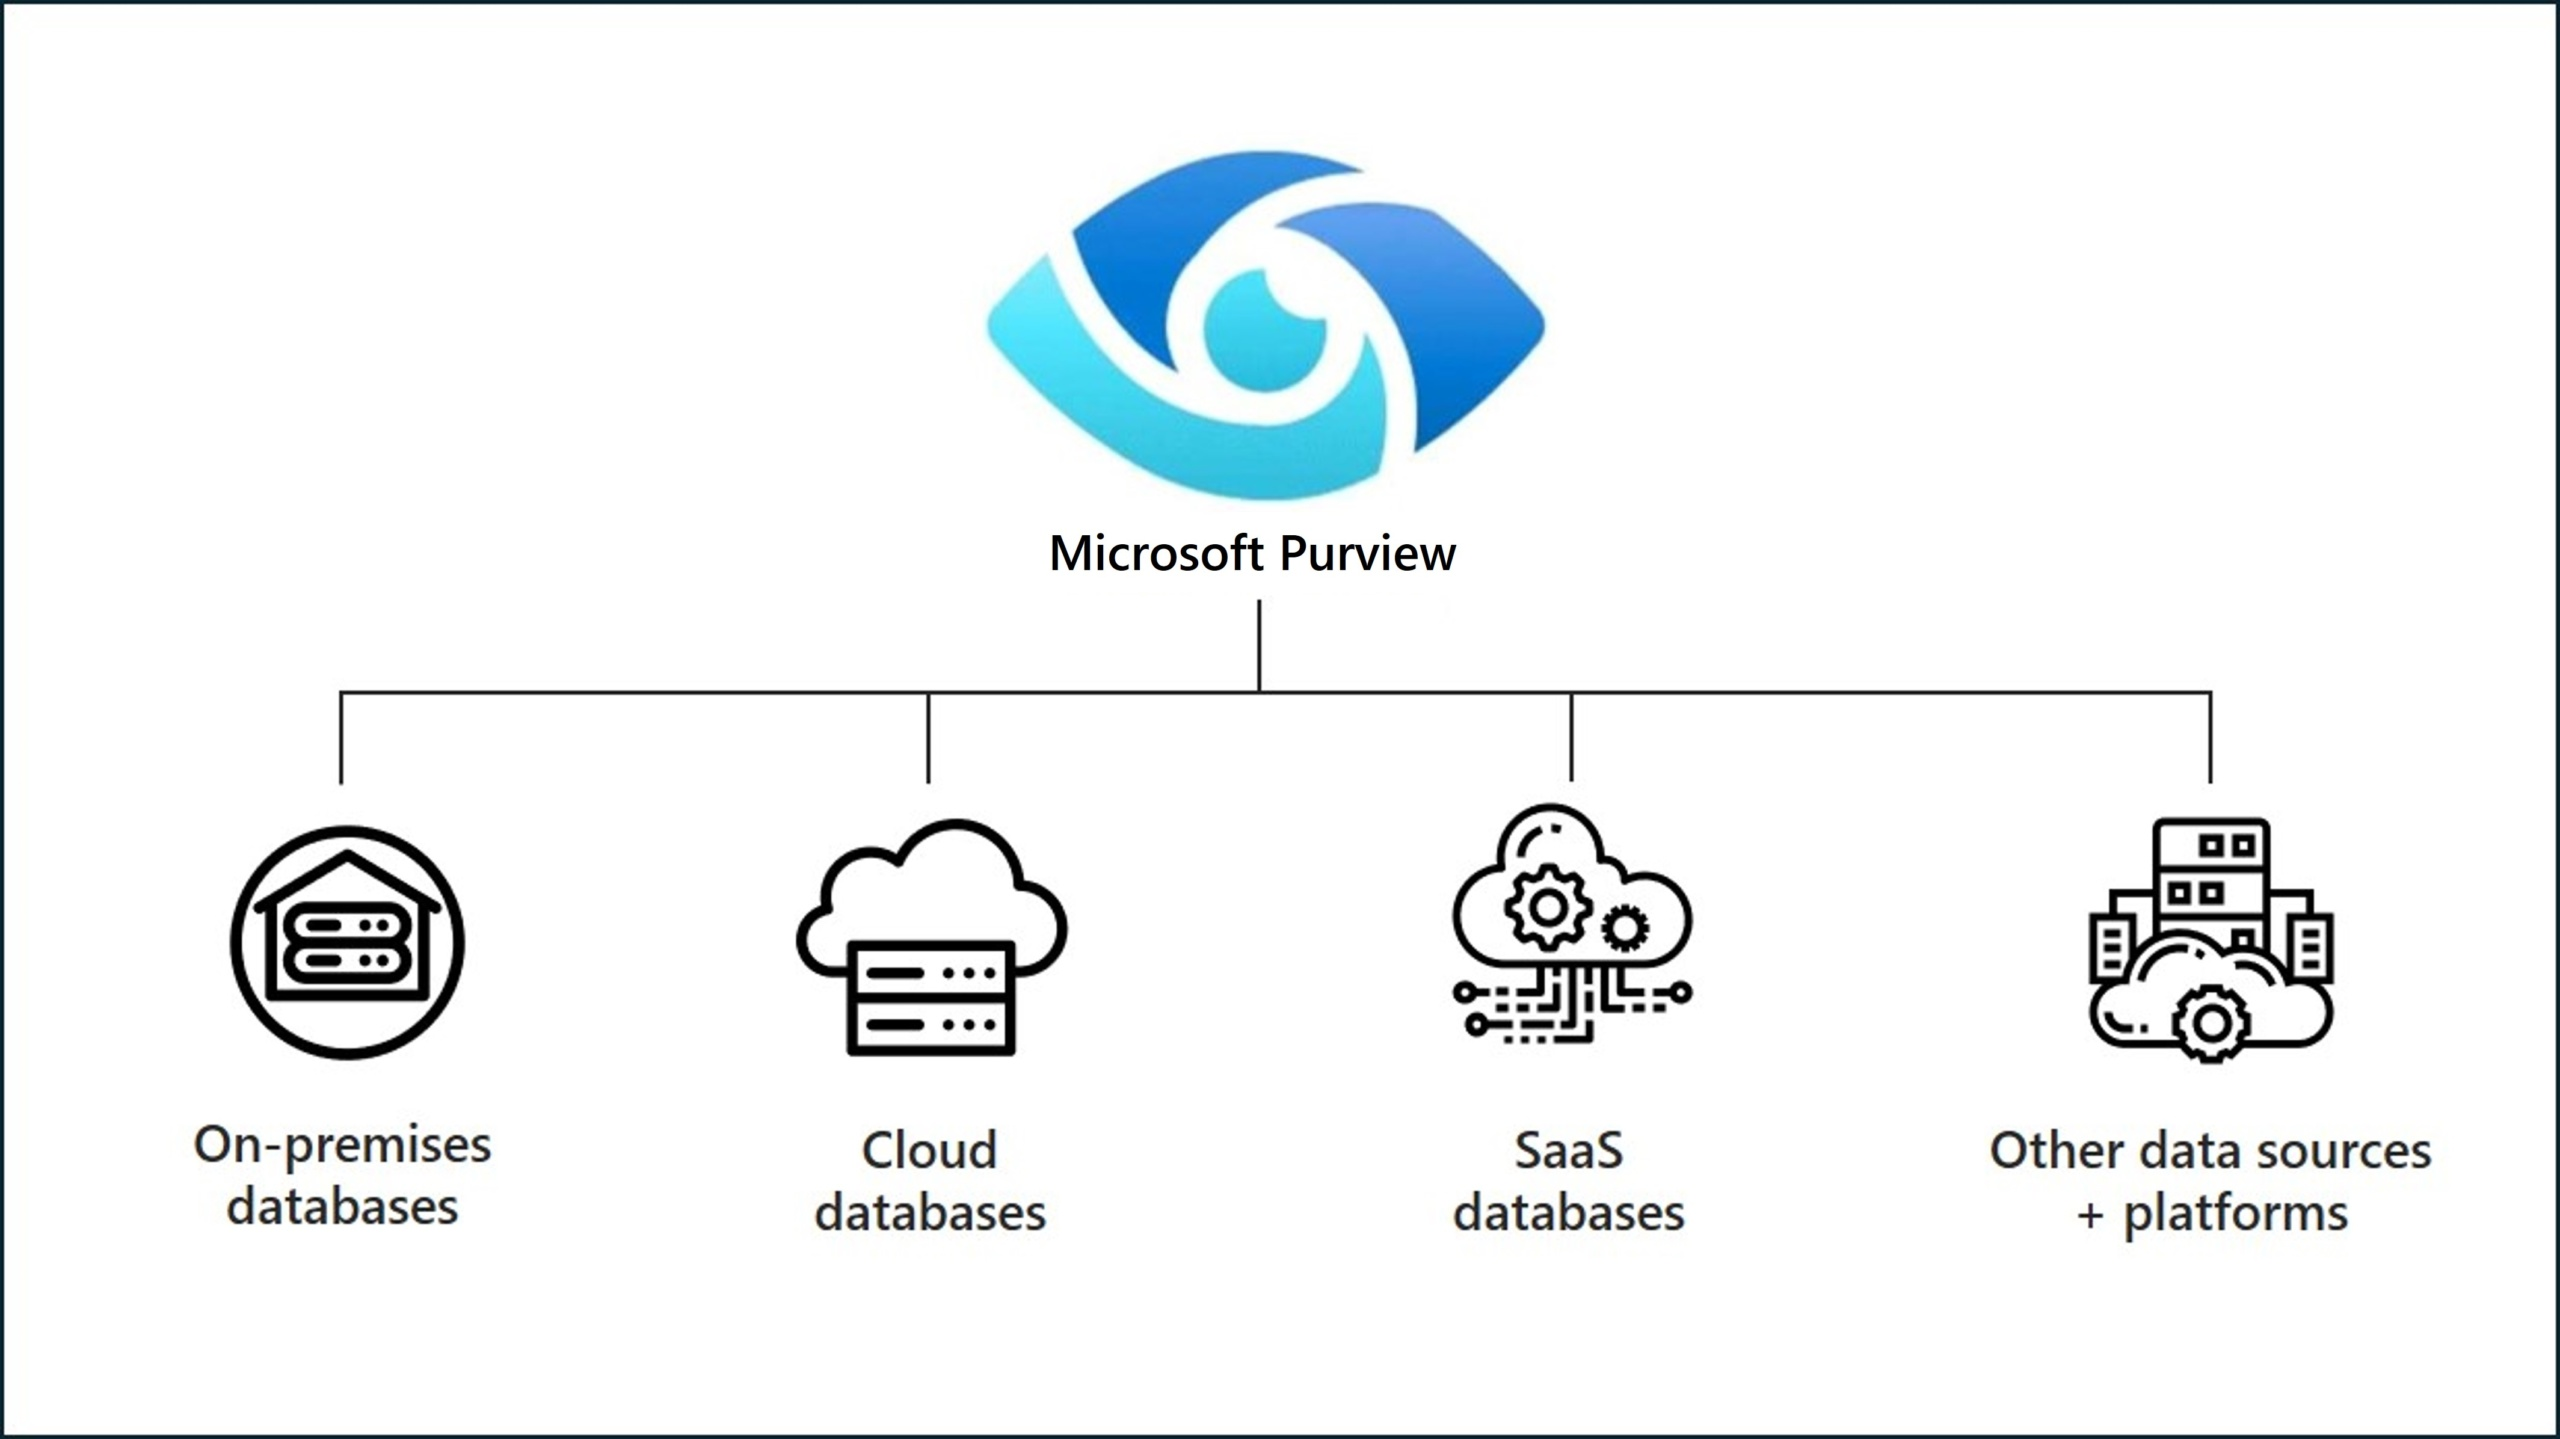 Microsoft Purview
On-premises
databases
Cloud
databases
SaaS
databases
Other data sources
+ platforms